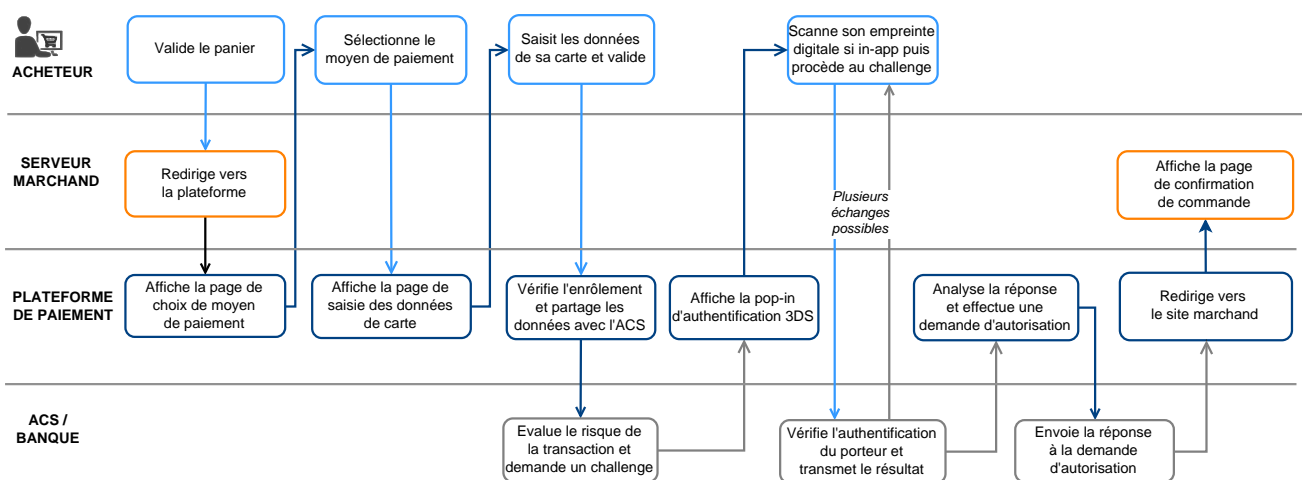 ACHETEUR
Valide le panier
Sélectionne le
moyen de paiement
Saisit les données
de sa carte et valide
Scanne son empreinte
digitale si in-app puis
procède au challenge
SERVEUR
MARCHAND
Redirige vers
la plateforme
Plusieurs
échanges
possibles
Affiche la page
de confirmation
de commande
PLATEFORME
DE PAIEMENT
Affiche la page de
choix de moyen
de paiement
Affiche la page de
saisie des données
de carte
Vérifie l'enrôlement
et partage les
données avec l'ACS
Affiche la pop-in
d'authentification 3DS
Analyse la réponse
et effectue une
demande d'autorisation
Redirige vers
le site marchand
ACS /
BANQUE
Evalue le risque de
la transaction et
demande un challenge
Vérifie l'authentification
du porteur et
transmet le résultat
Envoie la réponse
à la demande
d'autorisation